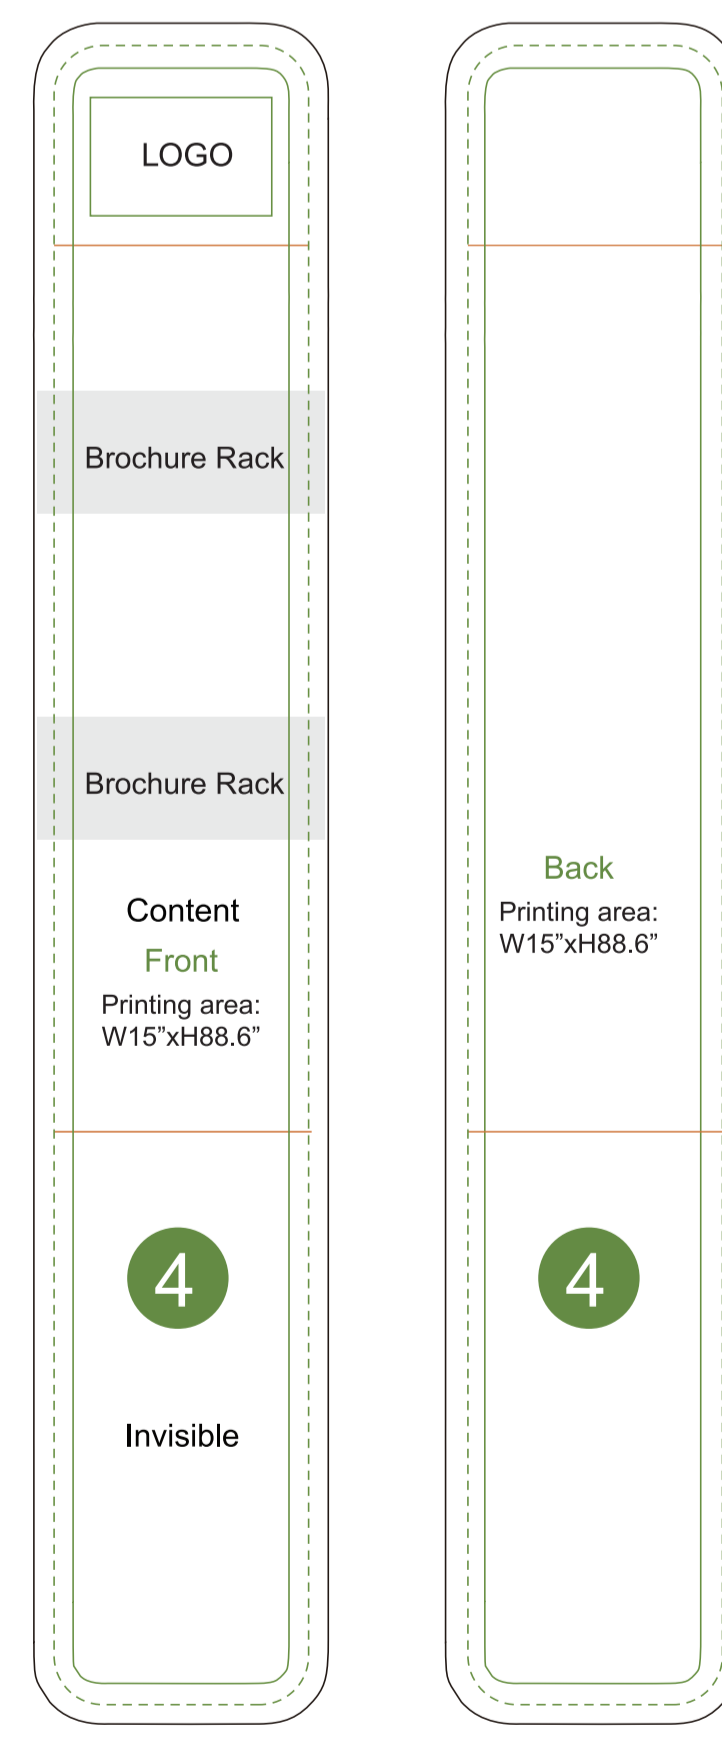 LOGO
Brochure Rack
Brochure Rack
Content
Front
Printing area:
W15”xH88.6”
4
Invisible
Back
Printing area:
W15”xH88.6”
4